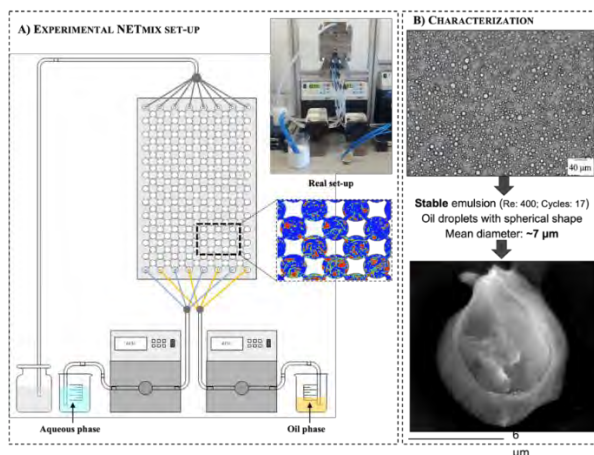 A) EXPERIMENTAL NETMIX SET-UP
Real set-up
Aqueous phase
Oil phase
B) CHARACTERIZATION
40 µm
Stable emulsion (Re: 400; Cycles: 17)
Oil droplets with spherical shape
Mean diameter: ~7 µm
6
µm